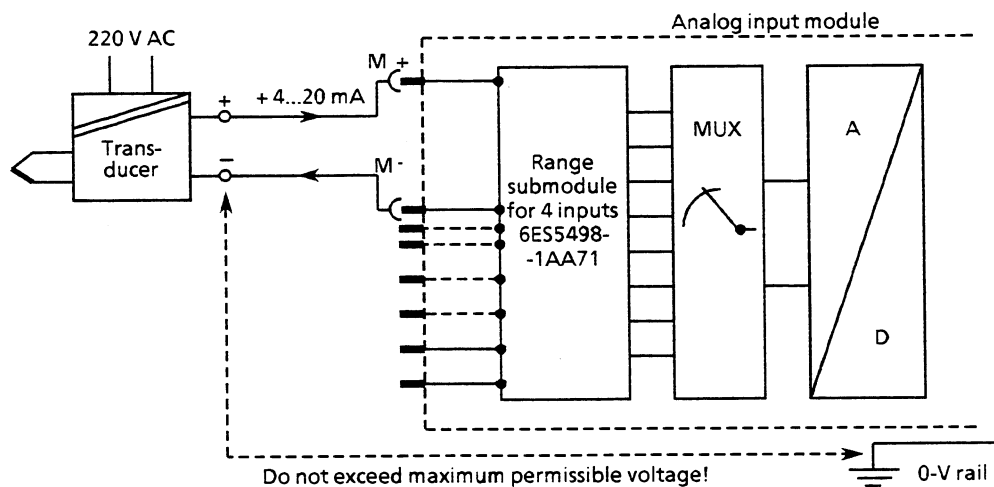 Analog input module
220 V AC
M +
+
+ 4...20 mA
Trans-
ducer
–
M -
Range
submodule
for 4 inputs
6ES5498-
-1AA71
MUX
A
D
Do not exceed maximum permissible voltage!
0-V rail